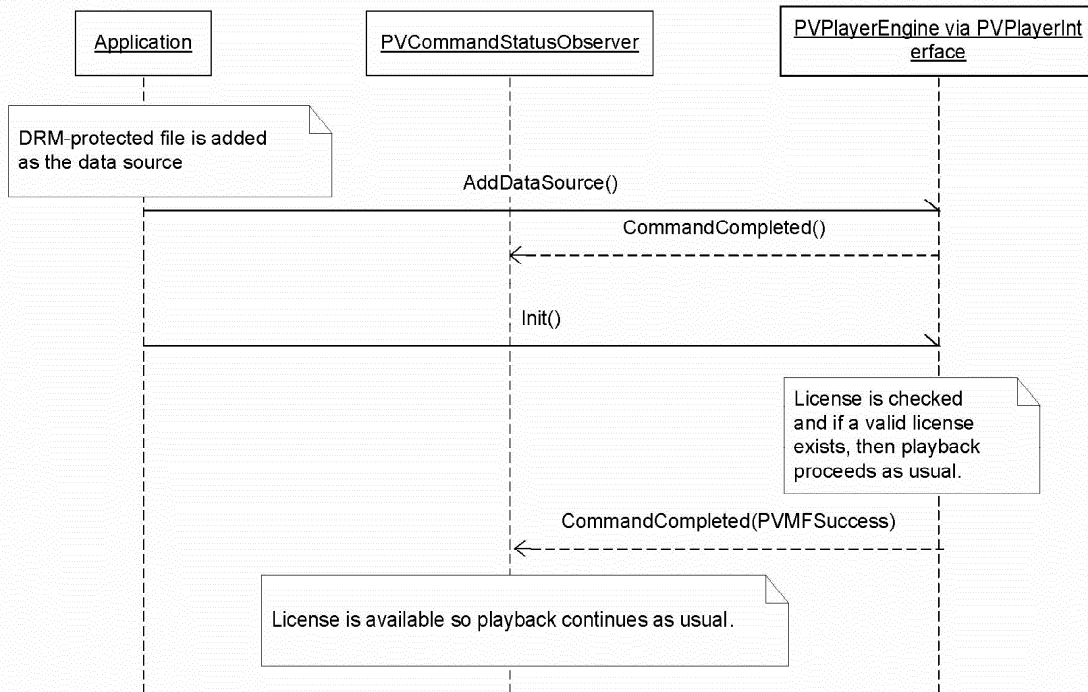 Application
PVCommandStatusObserver
PVPlayerEngine via PVPlayerInt
erface
DRM-protected file is added
as the data source
AddDataSource()
CommandCompleted()
Init()
License is checked
and if a valid license
exists, then playback
proceeds as usual.
CommandCompleted(PVMFSuccess)
License is available so playback continues as usual.